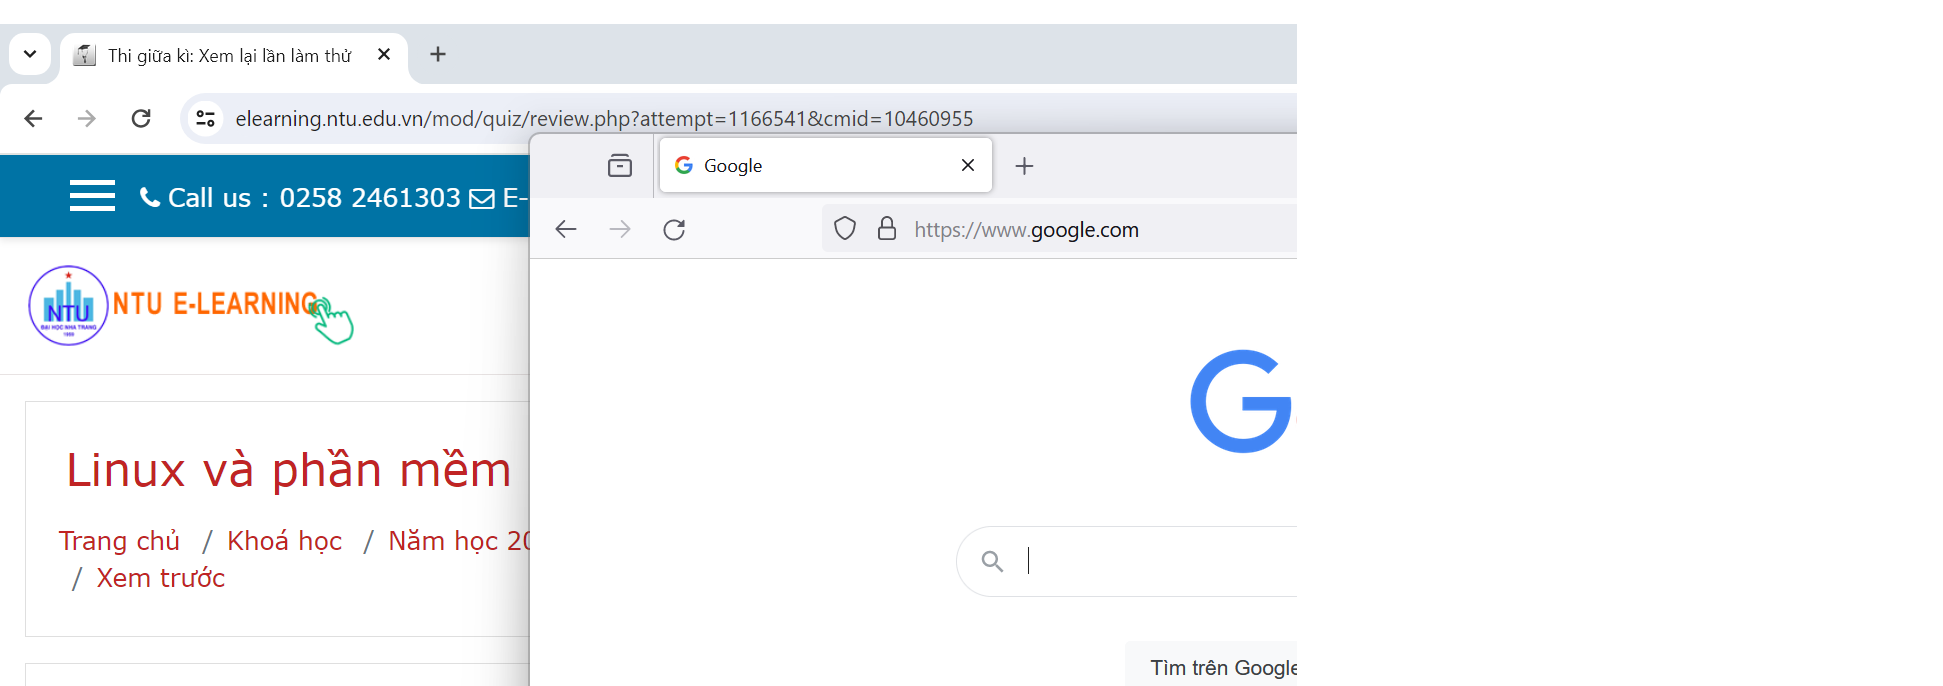 Thi giữa kì: Xem lại lần làm thử
elearning.ntu.edu.vn/mod/quiz/review.php?attempt=1166541&cmid=10460955
Google
Call us : 0258 2461303 E-
https://www.google.com
NTU
ĐẠI HỌC NHA TRANG
1959
NTU E-LEARNING
G
Linux và phần mềm
Trang chủ / Khoá học / Năm học 20
/ Xem trước
Tìm trên Google